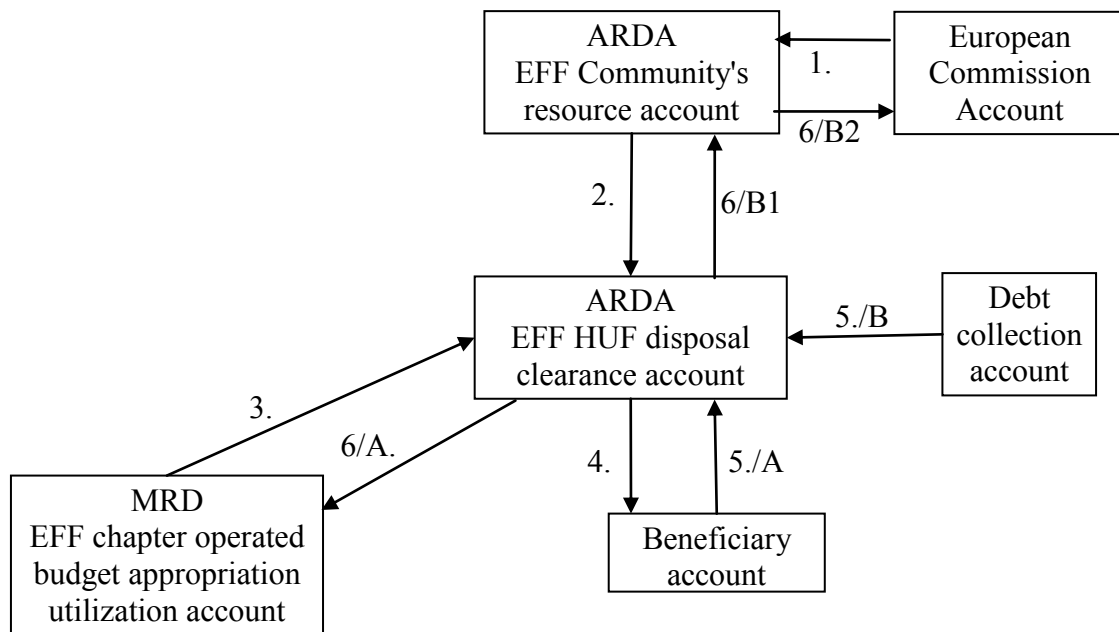 ARDA
EFF Community's
resource account
1.
European
Commission
Account
6/B2
2.
6/B1
ARDA
EFF HUF disposal
clearance account
5./B
Debt
collection
account
3.
6/A.
4.
5./A
MRD
EFF chapter operated
budget appropriation
utilization account
Beneficiary
account